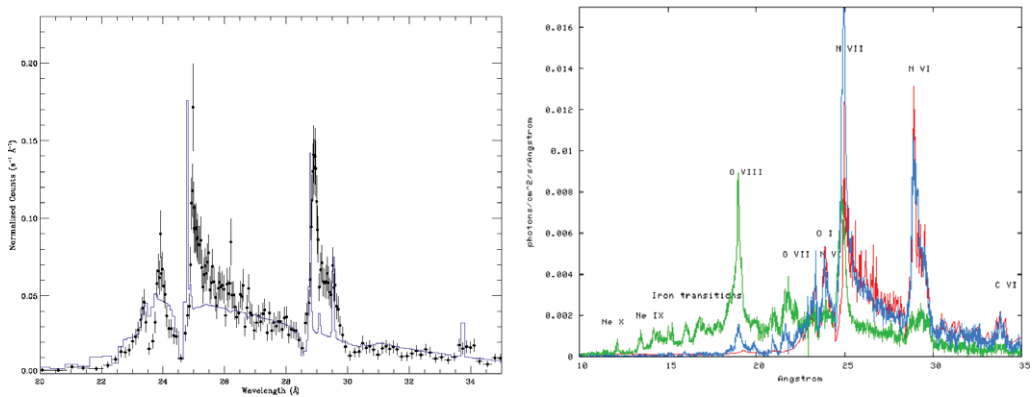 0.20
0.15
0.10
0.05
0.00
Normalized Counts (s⁻¹ Å⁻¹)
20 22 24 26 28 30 32 34
Wavelength (Å)
0.016
0.014
0.012
0.010
0.008
0.006
0.004
0.002
0
photons/cm^2/s/Angstrom
N VII
N VI
O VIII
O I
O VII N VI
C VI
Iron transitions
Ne IX
Ne X
10 15 20 25 30 35
Angstrom